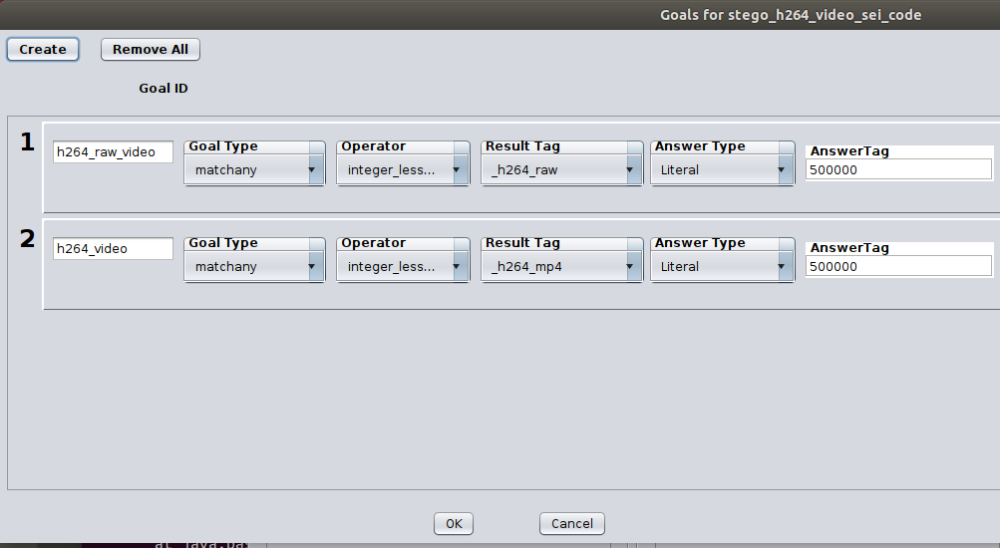 Goals for stego_h264_video_sei_code
Create Remove All
Goal ID
1 h264_raw_video Goal Type matchany Operator integer_less... Result Tag _h264_raw Answer Type Literal AnswerTag 500000
2 h264_video Goal Type matchany Operator integer_less... Result Tag _h264_mp4 Answer Type Literal AnswerTag 500000
OK Cancel